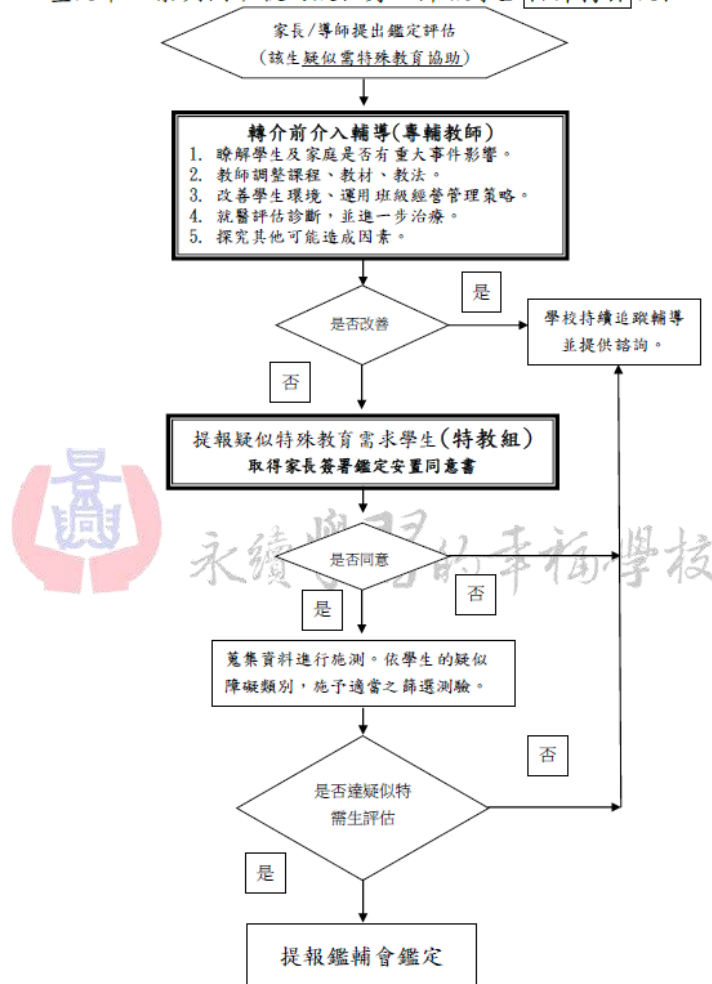 家長/導師提出鑑定評估
(該生疑似需特殊教育協助)
轉介前介入輔導(專輔教師)
1. 瞭解學生及家庭是否有重大事件影響。
2. 教師調整課程、教材、教法。
3. 改善學生環境、運用班級經營管理策略。
4. 就醫評估診斷，並進一步治療。
5. 探究其他可能造成因素。
是
是否改善
學校持續追蹤輔導
並提供諮詢。
否
提報疑似特殊教育需求學生(特教組)
取得家長簽署鑑定安置同意書
永續學習的幸福學校
是否同意
否
是
蒐集資料進行施測。依學生的疑似
障礙類別，施予適當之篩選測驗。
否
是否達疑似特
需生評估
是
提報鑑輔會鑑定